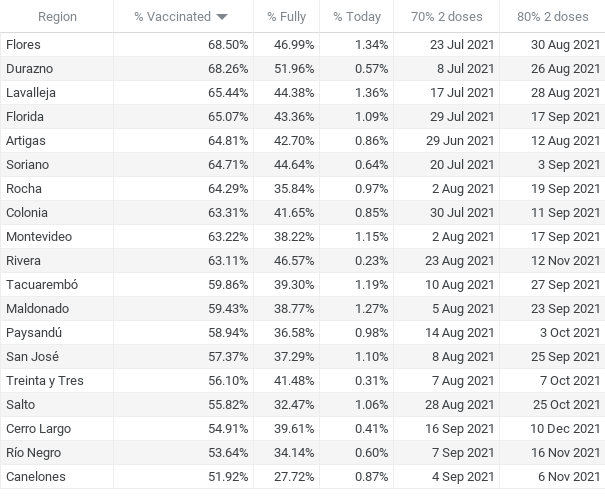 Region % Vaccinated % Fully % Today 70% 2 doses 80% 2 doses
Flores 68.50% 46.99% 1.34% 23 Jul 2021 30 Aug 2021
Durazno 68.26% 51.96% 0.57% 8 Jul 2021 26 Aug 2021
Lavalleja 65.44% 44.38% 1.36% 17 Jul 2021 28 Aug 2021
Florida 65.07% 43.36% 1.09% 29 Jul 2021 17 Sep 2021
Artigas 64.81% 42.70% 0.86% 29 Jun 2021 12 Aug 2021
Soriano 64.71% 44.64% 0.64% 20 Jul 2021 3 Sep 2021
Rocha 64.29% 35.84% 0.97% 2 Aug 2021 19 Sep 2021
Colonia 63.31% 41.65% 0.85% 30 Jul 2021 11 Sep 2021
Montevideo 63.22% 38.22% 1.15% 2 Aug 2021 17 Sep 2021
Rivera 63.11% 46.57% 0.23% 23 Aug 2021 12 Nov 2021
Tacuarembó 59.86% 39.30% 1.19% 10 Aug 2021 27 Sep 2021
Maldonado 59.43% 38.77% 1.27% 5 Aug 2021 23 Sep 2021
Paysandú 58.94% 36.58% 0.98% 14 Aug 2021 3 Oct 2021
San José 57.37% 37.29% 1.10% 8 Aug 2021 25 Sep 2021
Treinta y Tres 56.10% 41.48% 0.31% 7 Aug 2021 7 Oct 2021
Salto 55.82% 32.47% 1.06% 28 Aug 2021 25 Oct 2021
Cerro Largo 54.91% 39.61% 0.41% 16 Sep 2021 10 Dec 2021
Río Negro 53.64% 34.14% 0.60% 7 Sep 2021 16 Nov 2021
Canelones 51.92% 27.72% 0.87% 4 Sep 2021 6 Nov 2021